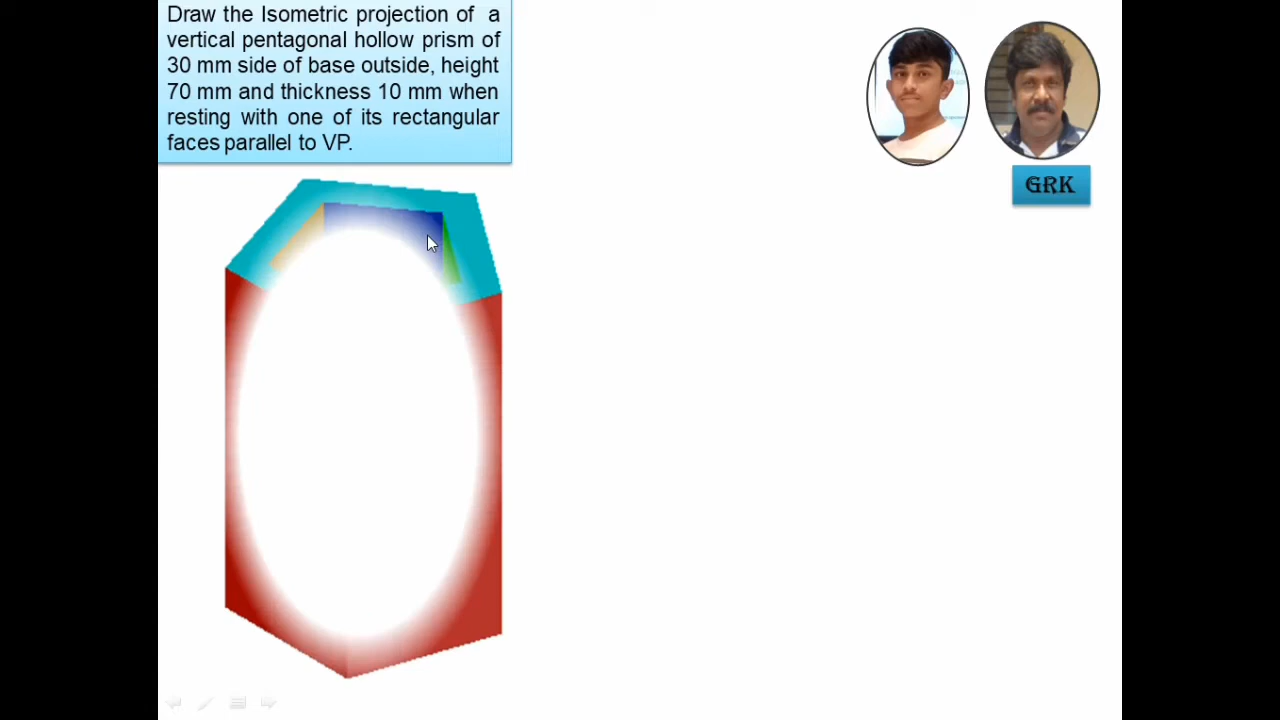 Draw the Isometric projection of a
vertical pentagonal hollow prism of
30 mm side of base outside, height
70 mm and thickness 10 mm when
resting with one of its rectangular
faces parallel to VP.
GRK